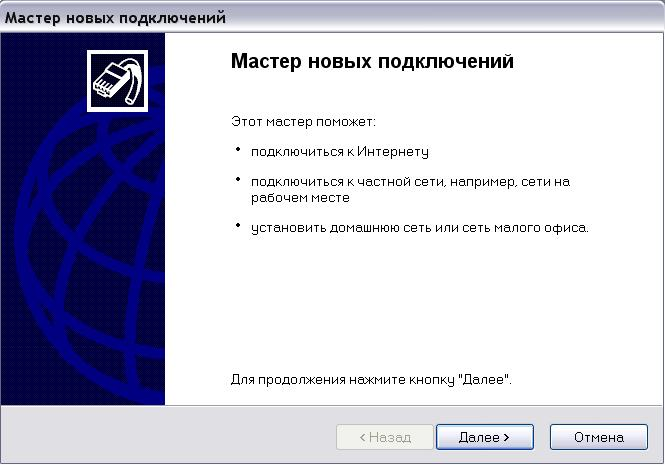 Мастер новых подключений
Мастер новых подключений
Этот мастер поможет:
• подключиться к Интернету
• подключиться к частной сети, например, сети на
рабочем месте
• установить домашнюю сеть или сеть малого офиса.
Для продолжения нажмите кнопку "Далее".
< Назад Далее > Отмена